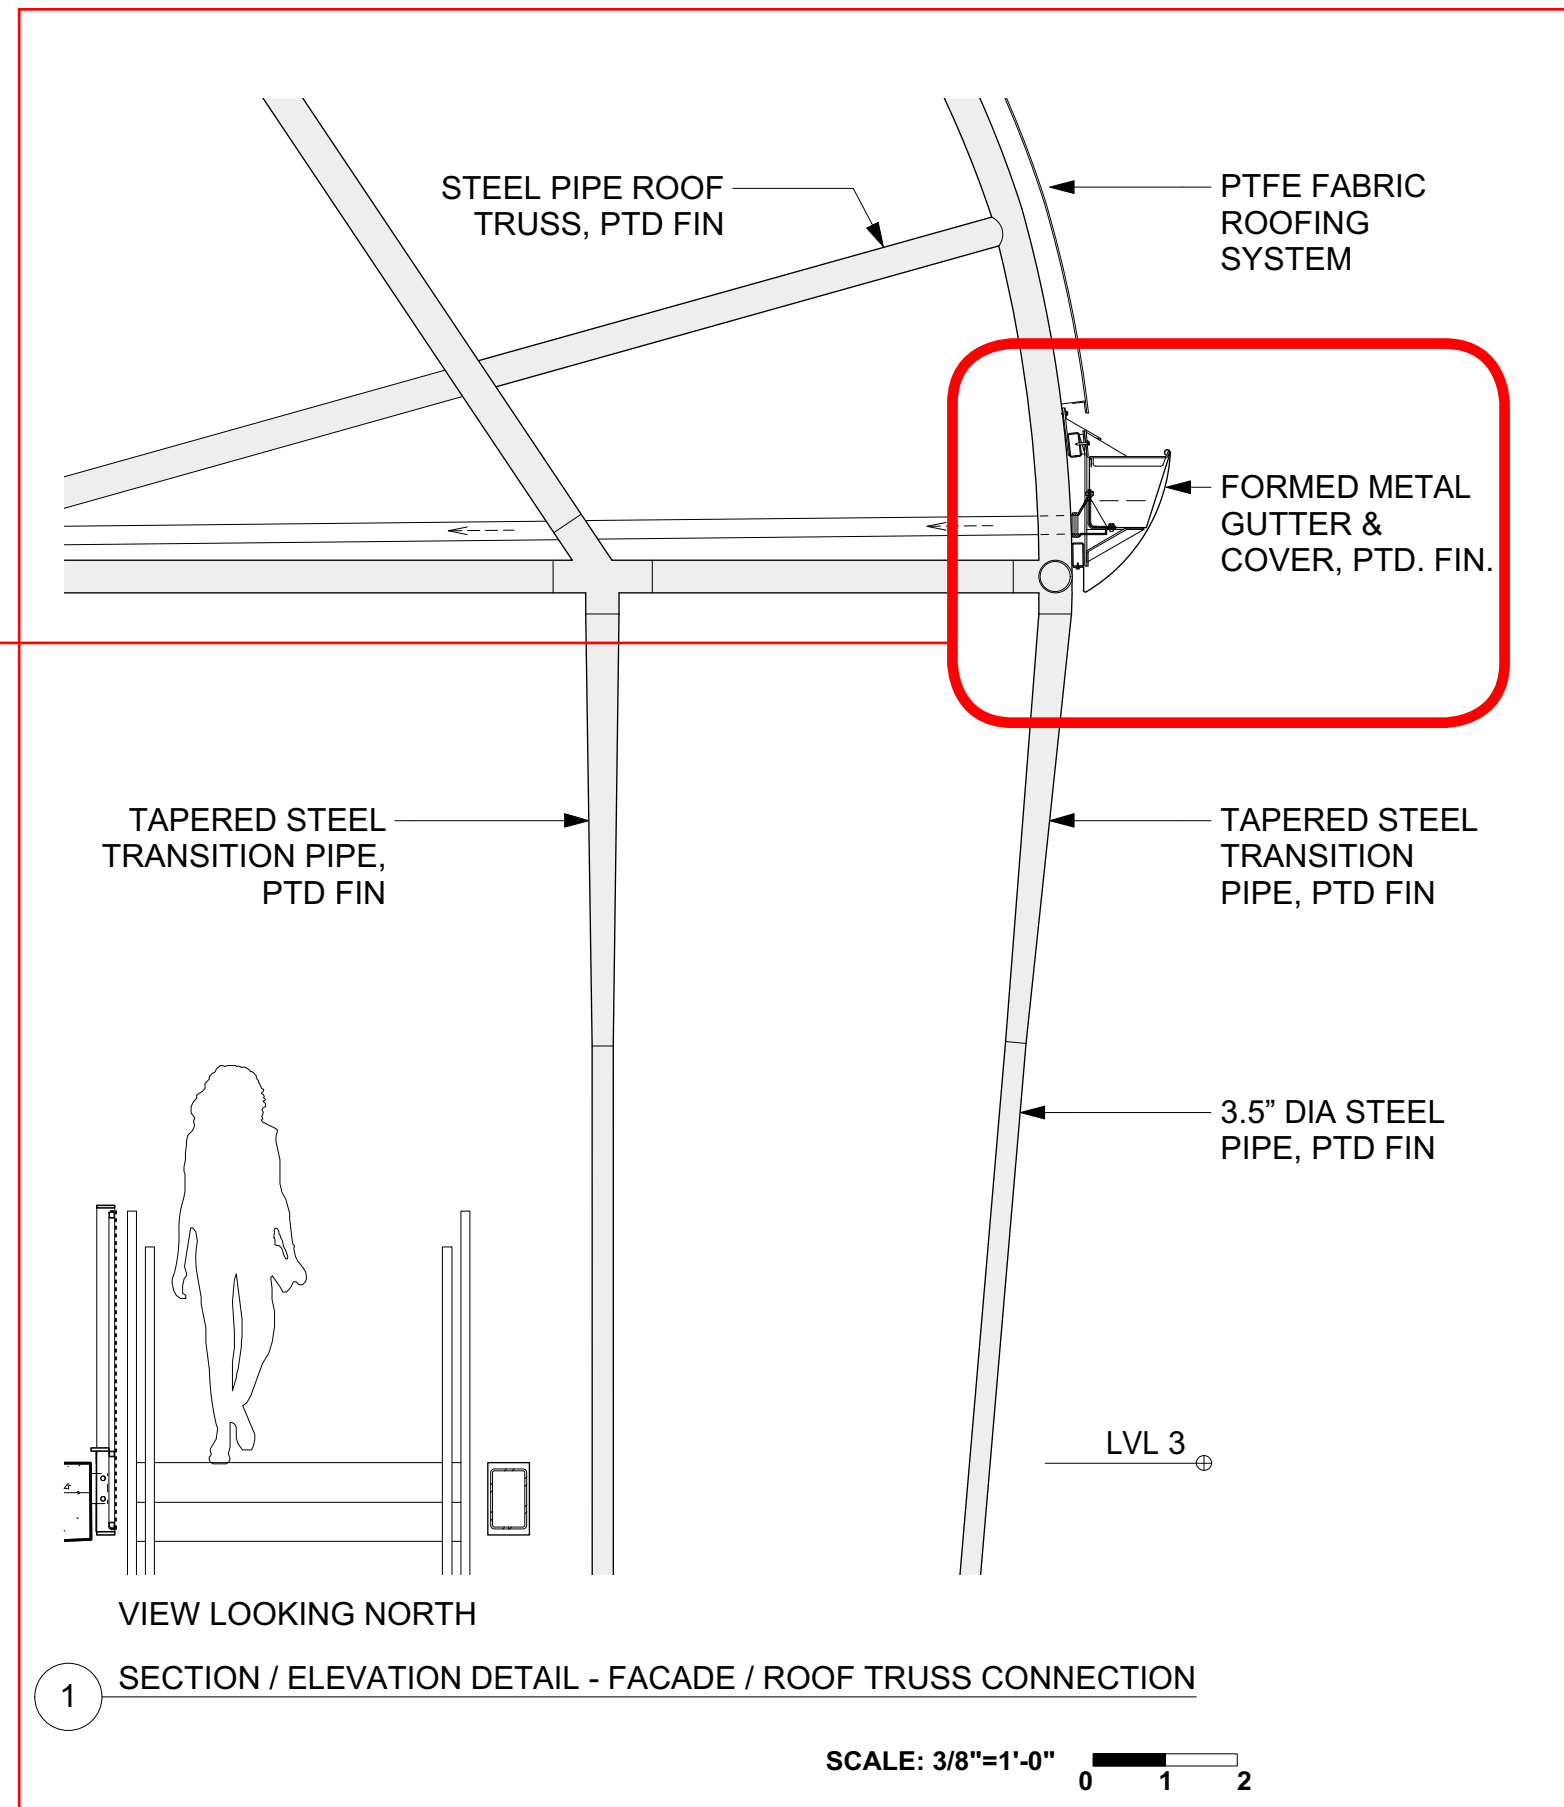 STEEL PIPE ROOF
TRUSS, PTD FIN
PTFE FABRIC
ROOFING
SYSTEM
FORMED METAL
GUTTER &
COVER, PTD. FIN.
TAPERED STEEL
TRANSITION PIPE,
PTD FIN
TAPERED STEEL
TRANSITION
PIPE, PTD FIN
3.5” DIA STEEL
PIPE, PTD FIN
LVL 3
VIEW LOOKING NORTH
1
SECTION / ELEVATION DETAIL - FACADE / ROOF TRUSS CONNECTION
SCALE: 3/8"=1'-0"
0 1 2